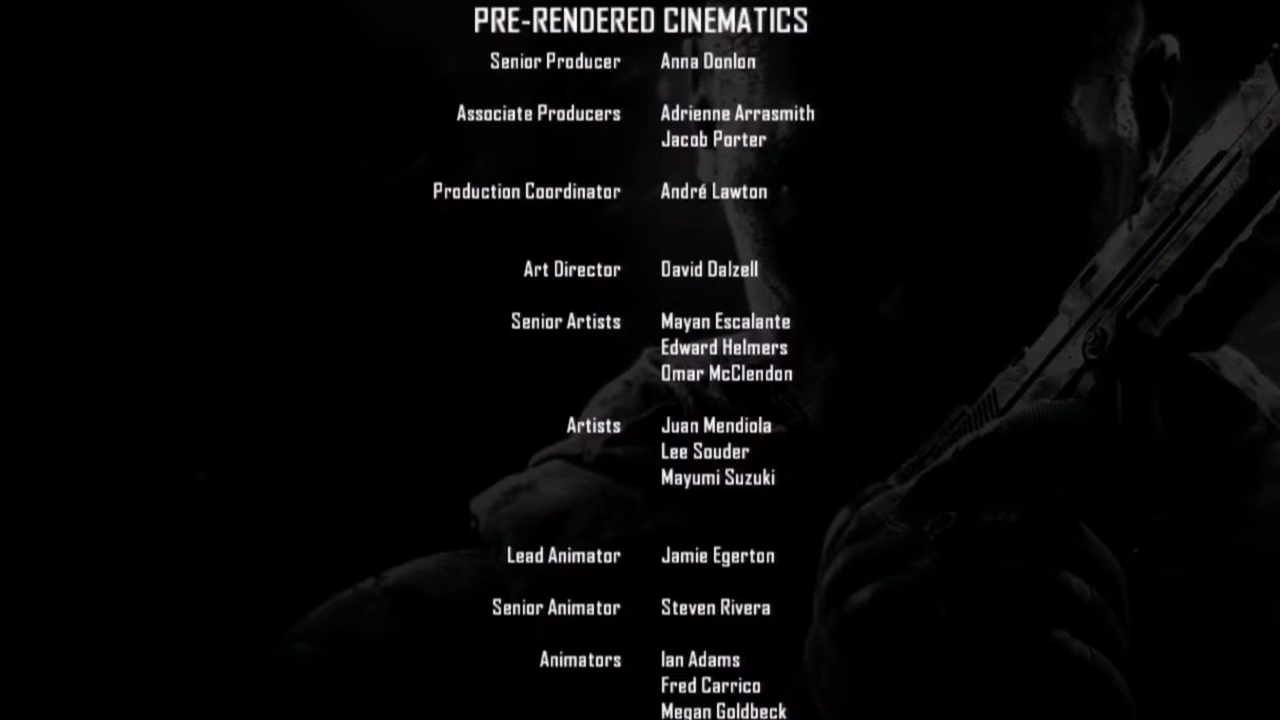 PRE-RENDERED CINEMATICS
Senior Producer Anna Donlon
Associate Producers Adrienne Arrasmith
Jacob Porter
Production Coordinator André Lawton
Art Director David Dalzell
Senior Artists Mayan Escalante
Edward Helmers
Omar McClendon
Artists Juan Mendiola
Lee Souder
Mayumi Suzuki
Lead Animator Jamie Egerton
Senior Animator Steven Rivera
Animators Ian Adams
Fred Carrico
Megan Goldbeck